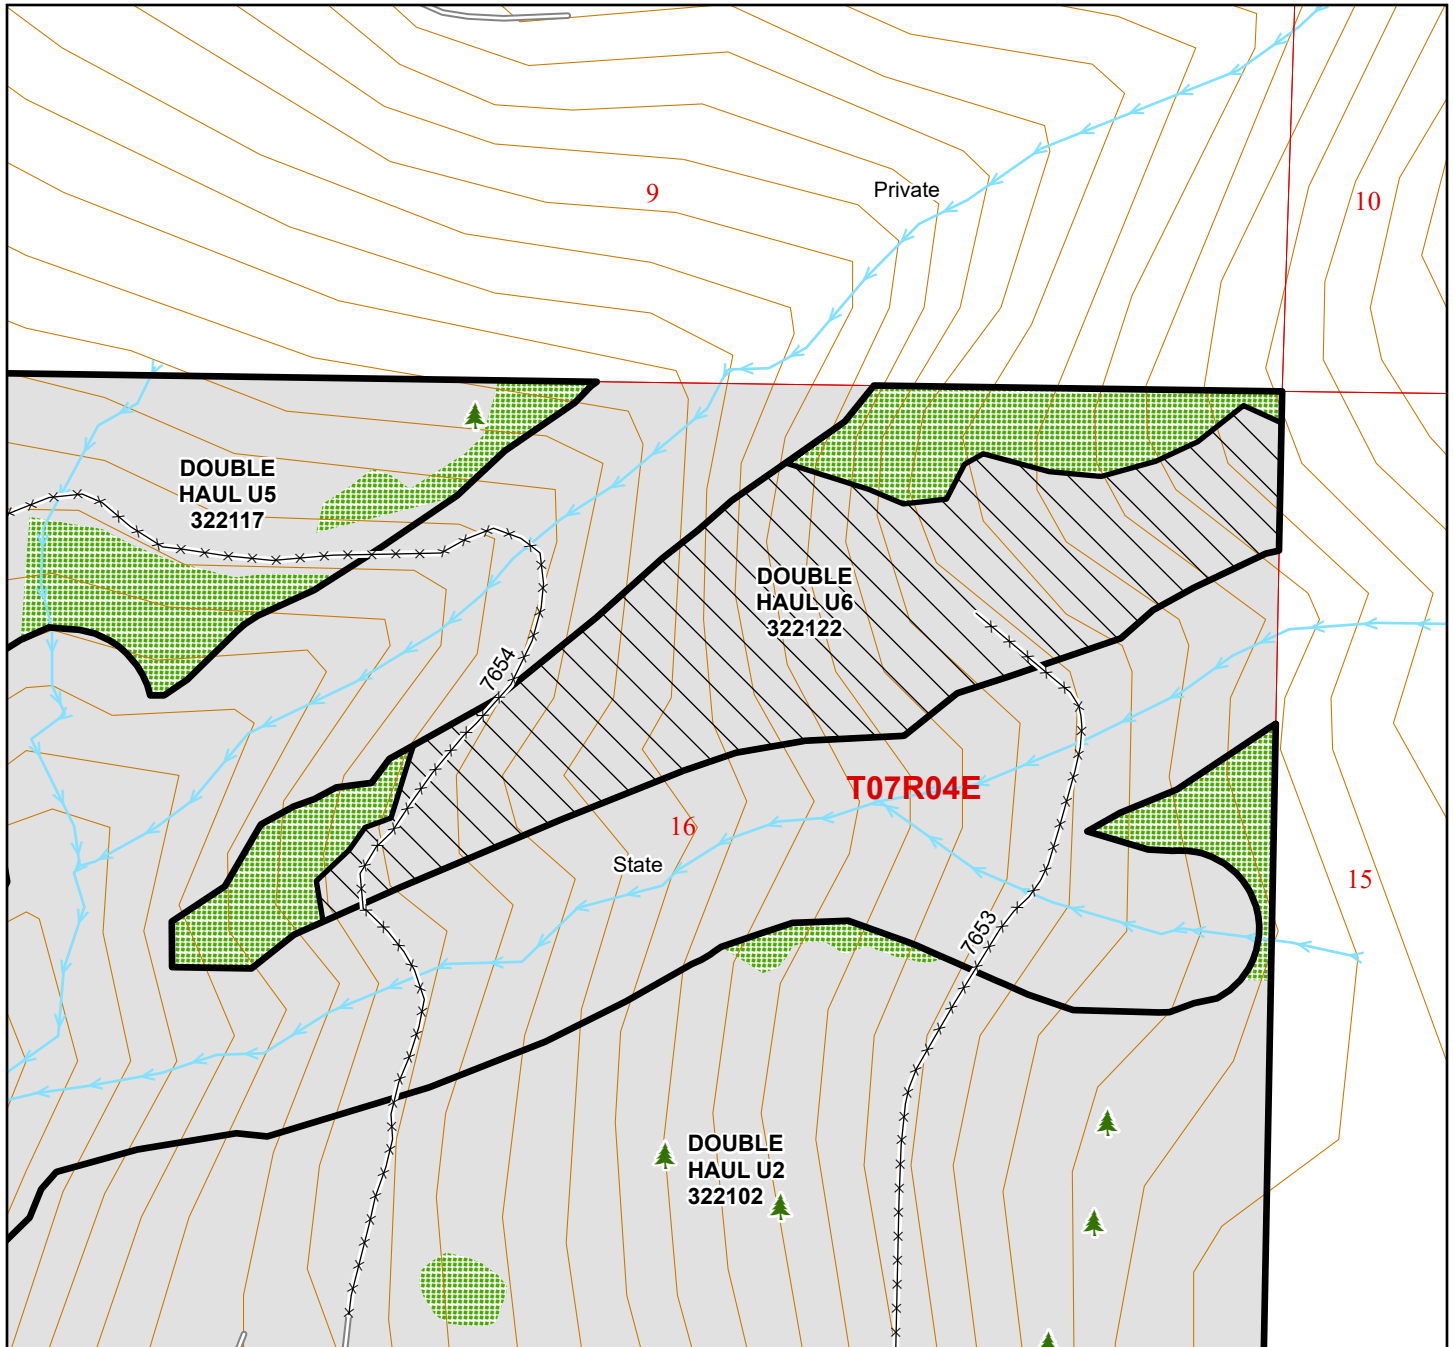 9
Private
10
DOUBLE
HAUL U5
322117
DOUBLE
HAUL U6
322122
7654
T07R04E
16
State
15
7653
DOUBLE
HAUL U2
322102